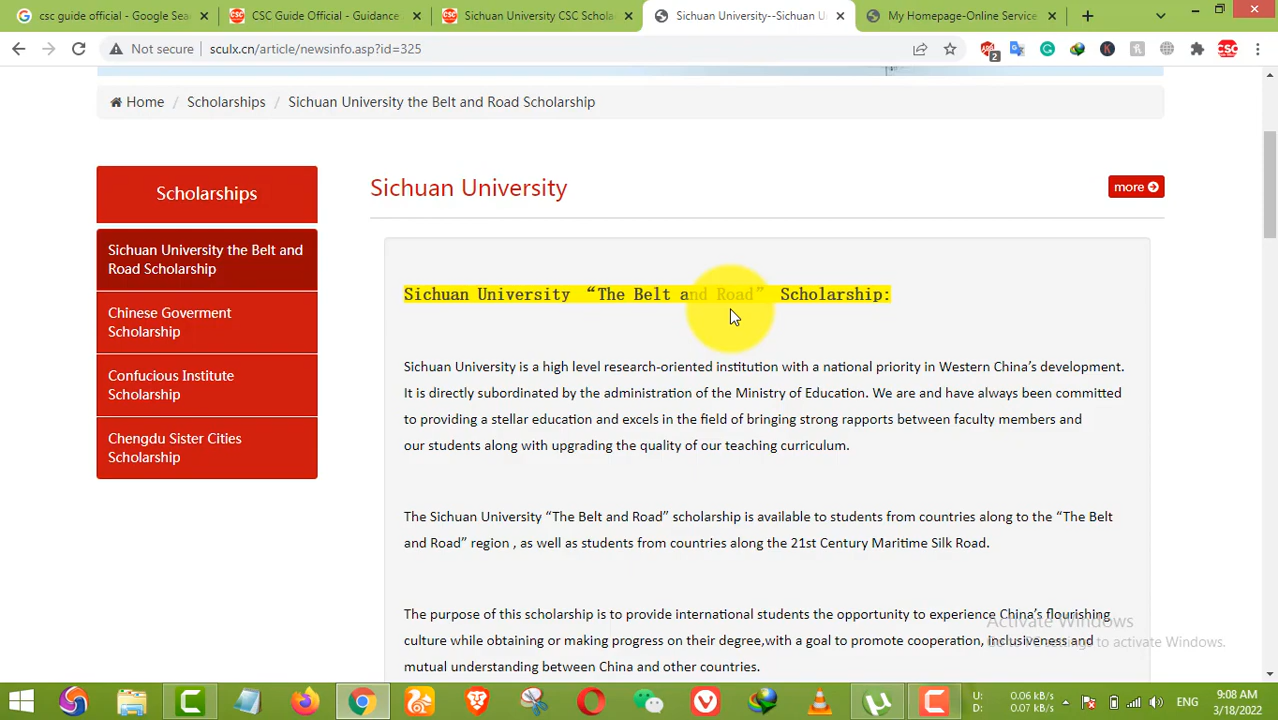 csc guide official - Google Sea
CSC Guide Official - Guidance
Sichuan University CSC Schola
Sichuan University--Sichuan U
My Homepage-Online Service
Not secure
sculx.cn/article/newsinfo.asp?id=325
2
Home / Scholarships / Sichuan University the Belt and Road Scholarship
Scholarships
Sichuan University the Belt and
Road Scholarship
Chinese Goverment
Scholarship
Confucious Institute
Scholarship
Chengdu Sister Cities
Scholarship
Sichuan University
more
Sichuan University “The Belt and Road” Scholarship:
Sichuan University is a high level research-oriented institution with a national priority in Western China’s development.
It is directly subordinated by the administration of the Ministry of Education. We are and have always been committed
to providing a stellar education and excels in the field of bringing strong rapports between faculty members and
our students along with upgrading the quality of our teaching curriculum.
The Sichuan University “The Belt and Road” scholarship is available to students from countries along to the “The Belt
and Road” region , as well as students from countries along the 21st Century Maritime Silk Road.
The purpose of this scholarship is to provide international students the opportunity to experience China’s flourishing
culture while obtaining or making progress on their degree,with a goal to promote cooperation, inclusiveness and
mutual understanding between China and other countries.
Activate Windows
Go to PC settings to activate Windows.
U: 0.06 kB/s
D: 0.07 kB/s
ENG
9:08 AM
3/18/2022